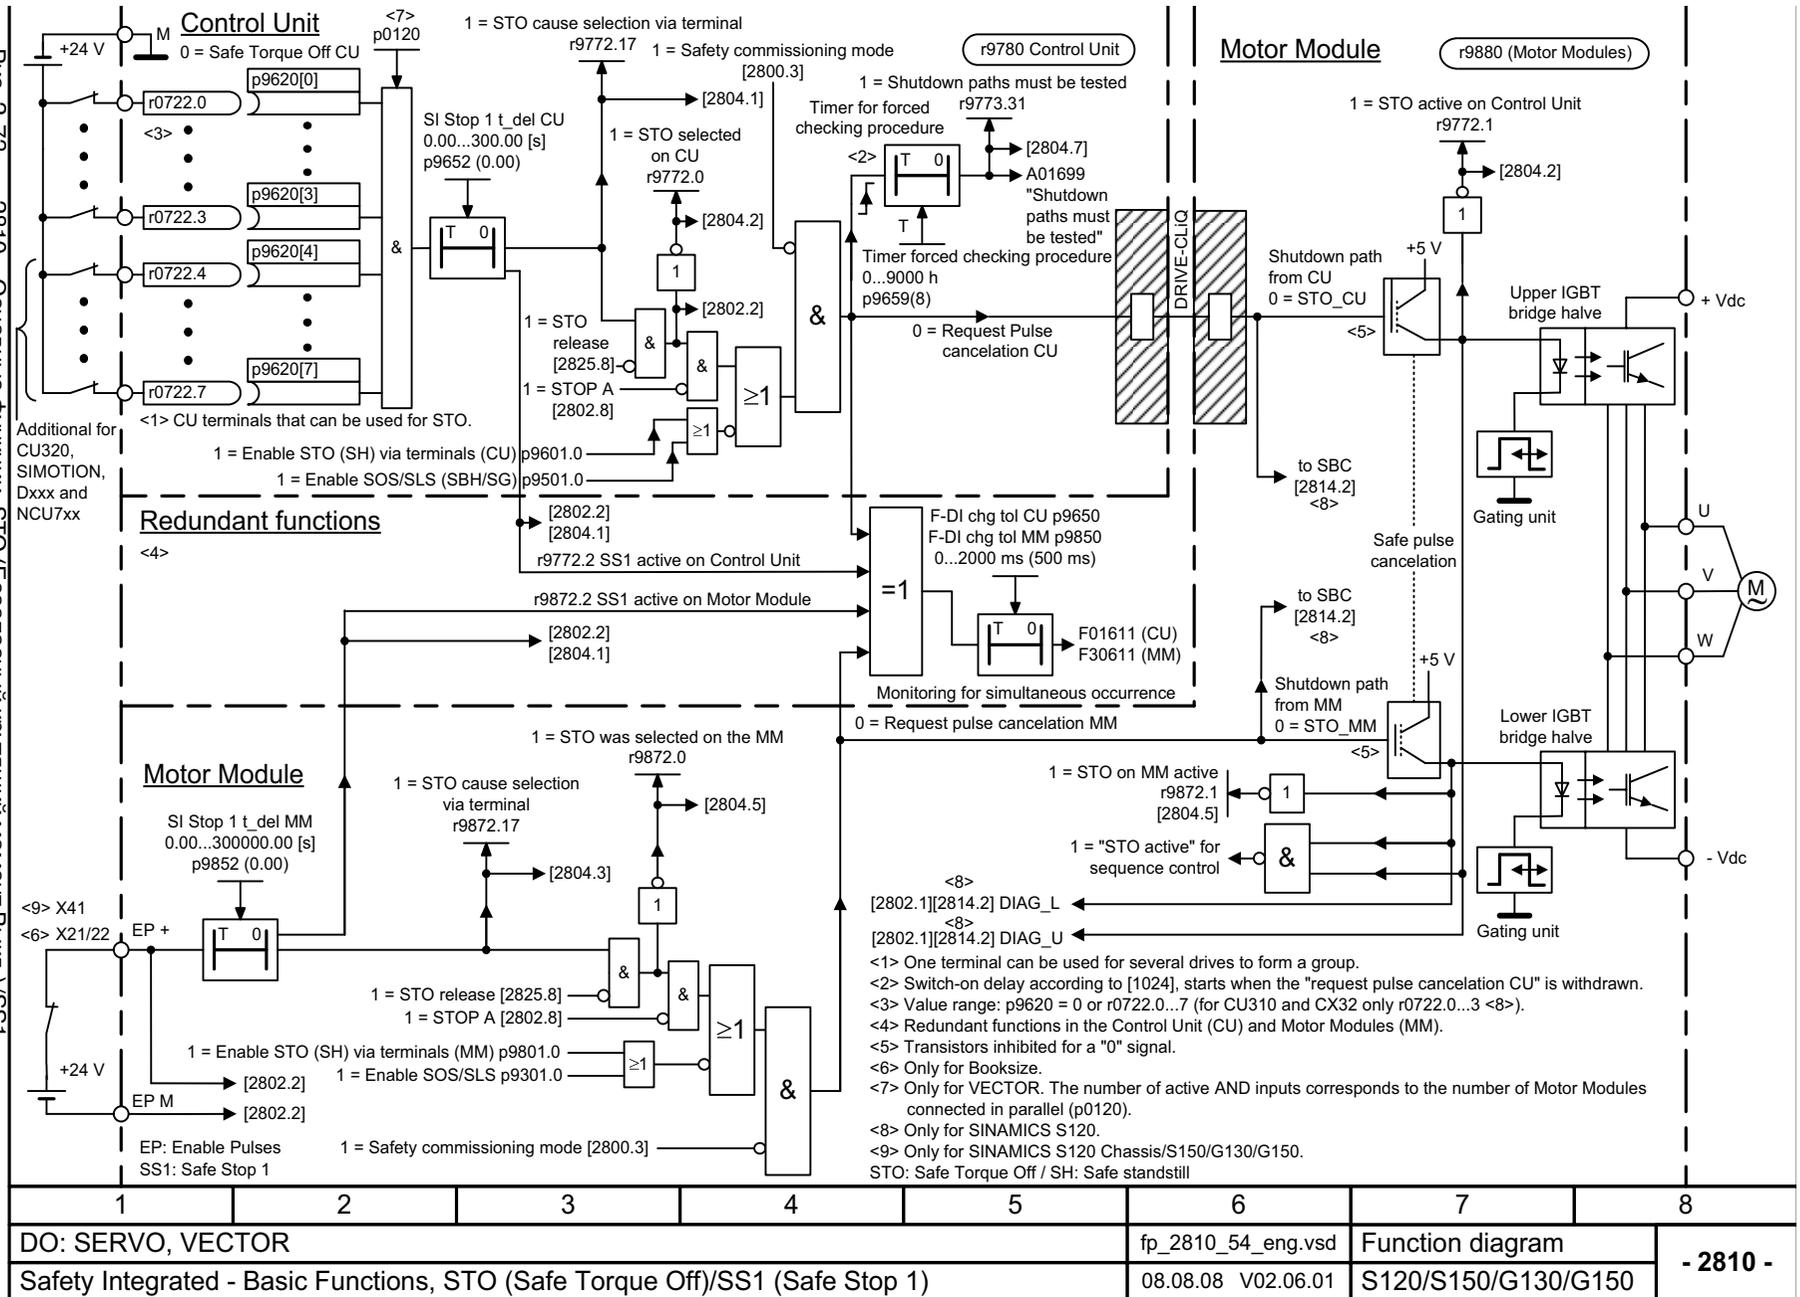 Control Unit
0 = Safe Torque Off CU
+24 V
M
<7>
p0120
p9620[0]
r0722.0
<3>
p9620[3]
r0722.3
p9620[4]
r0722.4
p9620[7]
r0722.7
&
<1> CU terminals that can be used for STO.
Additional for
CU320,
SIMOTION,
Dxxx and
NCU7xx
SI Stop 1 t_del CU
0.00...300.00 [s]
p9652 (0.00)
T 0
1 = STO cause selection via terminal
r9772.17
[2804.1]
1 = STO selected
on CU
r9772.0
[2804.2]
1
[2802.2]
1 = STO
release
[2825.8]
&
1 = STOP A
[2802.8]
&
≥1
≥1
1 = Enable STO (SH) via terminals (CU) p9601.0
1 = Enable SOS/SLS (SBH/SG) p9501.0
1 = Safety commissioning mode
[2800.3]
&
r9780 Control Unit
1 = Shutdown paths must be tested
r9773.31
Timer for forced
checking procedure
<2>
T 0
[2804.7]
A01699
"Shutdown
paths must
be tested"
T
Timer forced checking procedure
0...9000 h
p9659(8)
0 = Request Pulse
cancelation CU
DRIVE-CLiQ
Motor Module
r9880 (Motor Modules)
1 = STO active on Control Unit
r9772.1
[2804.2]
1
+5 V
Shutdown path
from CU
0 = STO_CU
<5>
Upper IGBT
bridge halve
+ Vdc
to SBC
[2814.2]
<8>
Gating unit
U
V
W
M
~
Safe pulse
cancelation
to SBC
[2814.2]
<8>
+5 V
Shutdown path
from MM
0 = STO_MM
<5>
Lower IGBT
bridge halve
- Vdc
Gating unit
Redundant functions
<4>
[2802.2]
[2804.1]
r9772.2 SS1 active on Control Unit
r9872.2 SS1 active on Motor Module
[2802.2]
[2804.1]
=1
F-DI chg tol CU p9650
F-DI chg tol MM p9850
0...2000 ms (500 ms)
T 0
F01611 (CU)
F30611 (MM)
Monitoring for simultaneous occurrence
0 = Request pulse cancelation MM
Motor Module
SI Stop 1 t_del MM
0.00...300000.00 [s]
p9852 (0.00)
T 0
<9> X41
<6> X21/22
EP +
+24 V
EP M
[2802.2]
[2802.2]
EP: Enable Pulses
SS1: Safe Stop 1
1 = STO cause selection
via terminal
r9872.17
[2804.3]
1 = STO was selected on the MM
r9872.0
[2804.5]
1
&
1 = STO release [2825.8]
&
1 = STOP A [2802.8]
≥1
1 = Enable STO (SH) via terminals (MM) p9801.0
≥1
1 = Enable SOS/SLS p9301.0
&
1 = Safety commissioning mode [2800.3]
1 = STO on MM active
r9872.1
[2804.5]
1
1 = "STO active" for
sequence control
&
<8>
[2802.1][2814.2] DIAG_L
<8>
[2802.1][2814.2] DIAG_U
<1> One terminal can be used for several drives to form a group.
<2> Switch-on delay according to [1024], starts when the "request pulse cancelation CU" is withdrawn.
<3> Value range: p9620 = 0 or r0722.0...7 (for CU310 and CX32 only r0722.0...3 <8>).
<4> Redundant functions in the Control Unit (CU) and Motor Modules (MM).
<5> Transistors inhibited for a "0" signal.
<6> Only for Booksize.
<7> Only for VECTOR. The number of active AND inputs corresponds to the number of Motor Modules
connected in parallel (p0120).
<8> Only for SINAMICS S120.
<9> Only for SINAMICS S120 Chassis/S150/G130/G150.
STO: Safe Torque Off / SH: Safe standstill
1 2 3 4 5 6 7 8
DO: SERVO, VECTOR
fp_2810_54_eng.vsd
Function diagram
- 2810 -
Safety Integrated - Basic Functions, STO (Safe Torque Off)/SS1 (Safe Stop 1)
08.08.08 V02.06.01
S120/S150/G130/G150